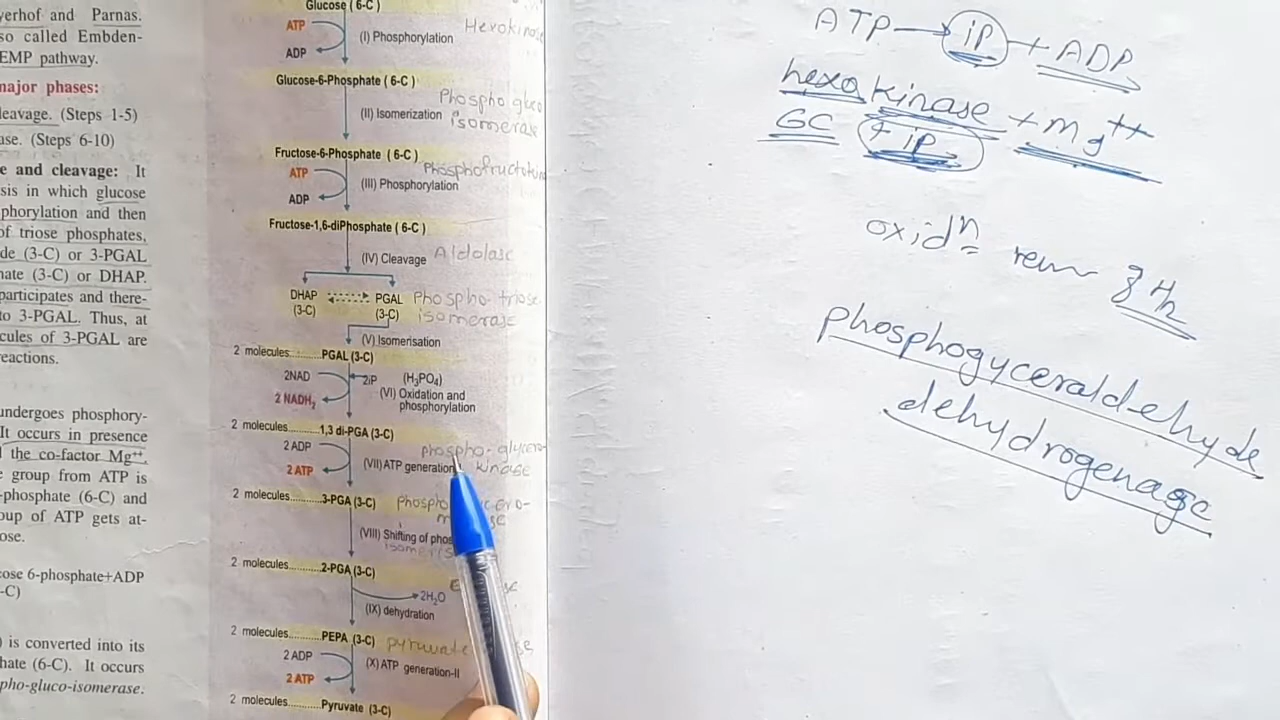 yerhof and Parnas.
so called Embden-
EMP pathway.
major phases:
leavage. (Steps 1-5)
ase. (Steps 6-10)
e and cleavage: It
sis in which glucose
phorylation and then
of triose phosphates,
de (3-C) or 3-PGAL
nate (3-C) or DHAP.
participates and there-
to 3-PGAL. Thus, at
cules of 3-PGAL are
reactions.
undergoes phosphory-
It occurs in presence
d the co-factor Mg⁺⁺.
e group from ATP is
-phosphate (6-C) and
oup of ATP gets at-
ose.
cose 6-phosphate+ADP
-C)
) is converted into its
hate (6-C). It occurs
pho-gluco-isomerase.
Glucose (6-C)
ATP
(I) Phosphorylation
Hexokinase
ADP
Glucose-6-Phosphate (6-C)
Phospho gluco
(II) Isomerization
isomerase
Fructose-6-Phosphate (6-C)
ATP
(III) Phosphorylation
ADP
Fructose-1,6-diPhosphate (6-C)
(IV) Cleavage
Aldolase
DHAP
(3-C)
PGAL
(3-C)
Phospho-triose
isomerase
(V) Isomerisation
2 molecules..........PGAL (3-C)
2NAD
2iP
(H₃PO₄)
2 NADH₂
(VI) Oxidation and
phosphorylation
2 molecules..........1,3 di-PGA (3-C)
2 ADP
phospho-glycero-
(VII) ATP generation
kinase
2 ATP
2 molecules..........3-PGA (3-C)
(VIII) Shifting of phos
2 molecules..........2-PGA (3-C)
2H₂O
(IX) dehydration
2 molecules..........PEPA (3-C)
pyruvate
2 ADP
(X) ATP generation-II
2 ATP
2 molecules..........Pyruvate (3-C)
ATP → iP + ADP
hexokinase + Mg⁺⁺
GC + iP
oxidⁿ
H₂
phosphogyceraldehyde
dehydrogenase